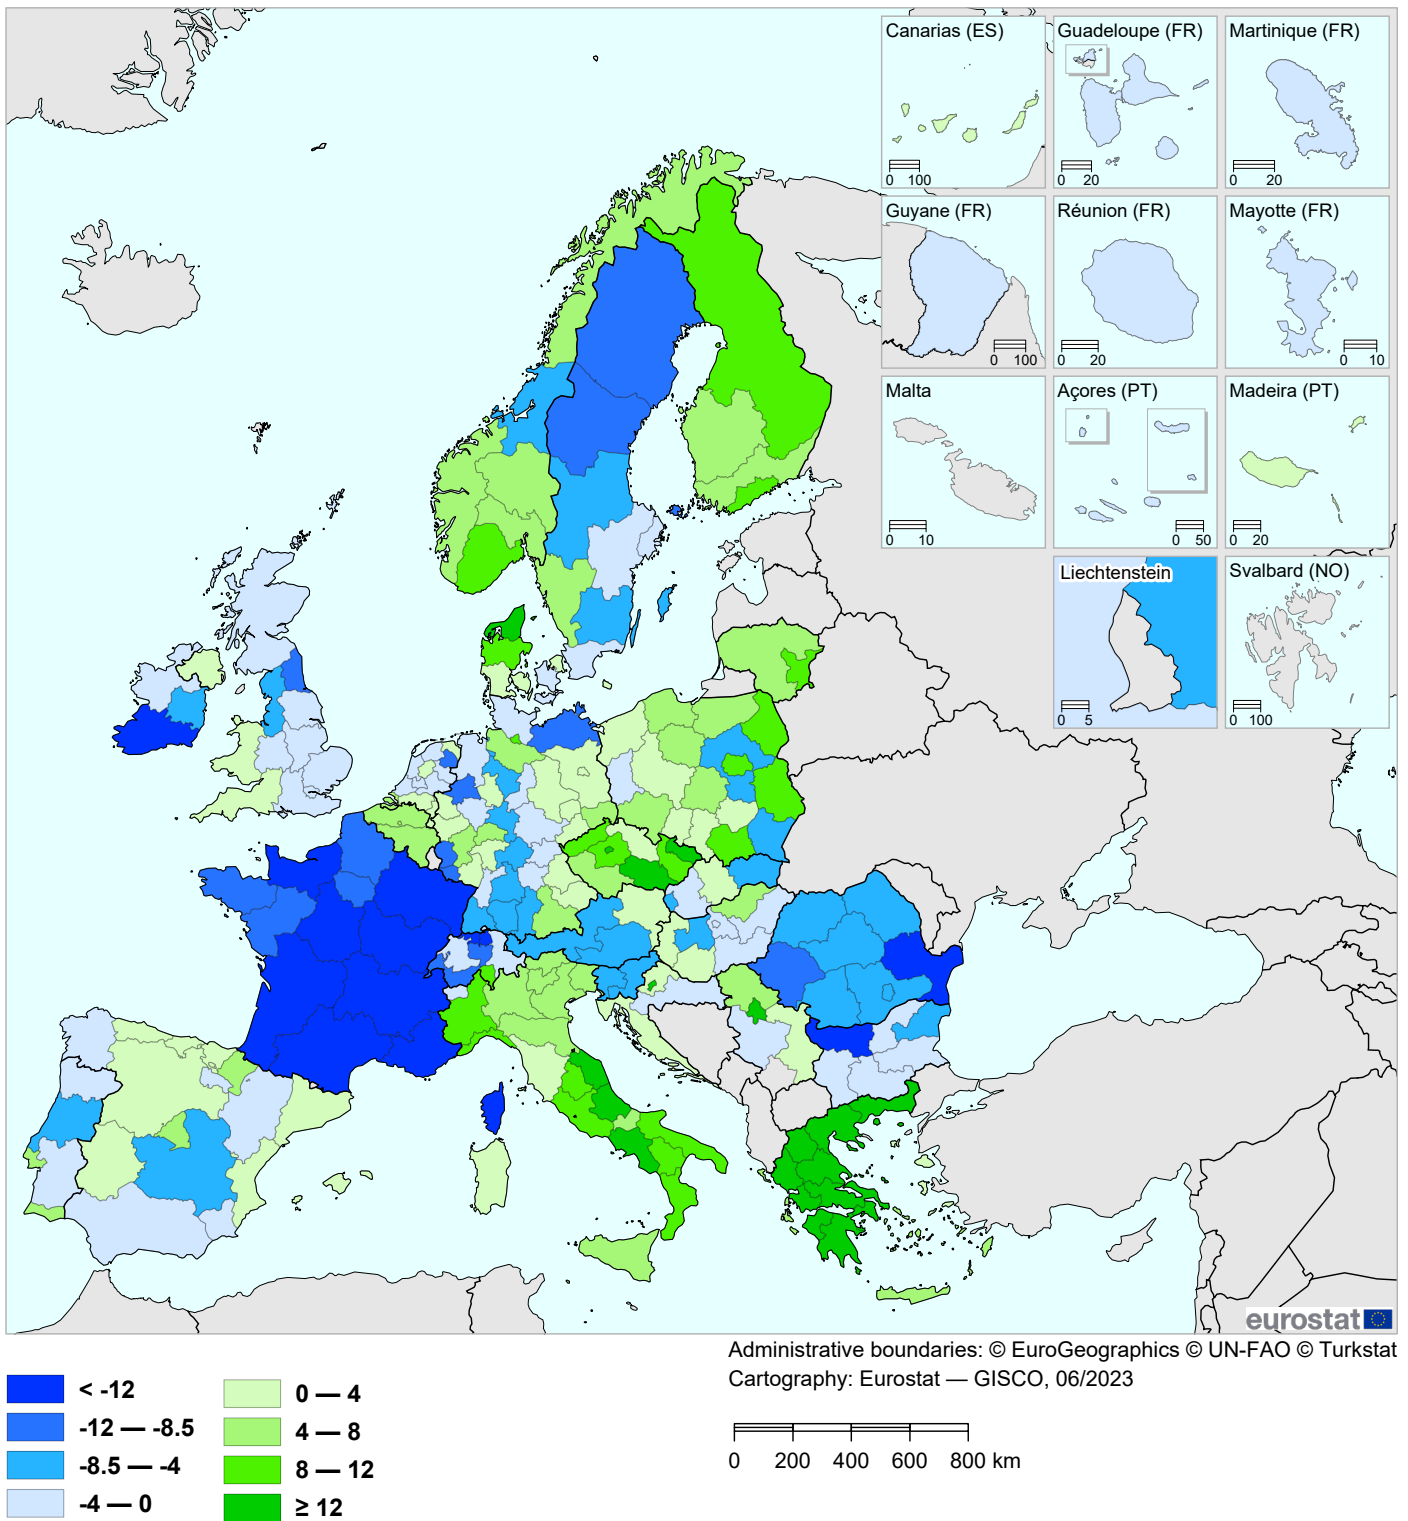 Canarias (ES)
0 100
Guadeloupe (FR)
0 20
Martinique (FR)
0 20
Guyane (FR)
0 100
Réunion (FR)
0 20
Mayotte (FR)
0 10
Malta
0 10
Açores (PT)
0 50
Madeira (PT)
0 20
Liechtenstein
0 5
Svalbard (NO)
0 100
eurostat
Administrative boundaries: © EuroGeographics © UN-FAO © Turkstat
Cartography: Eurostat — GISCO, 06/2023
< -12
-12 — -8.5
-8.5 — -4
-4 — 0
0 — 4
4 — 8
8 — 12
≥ 12
0 200 400 600 800 km